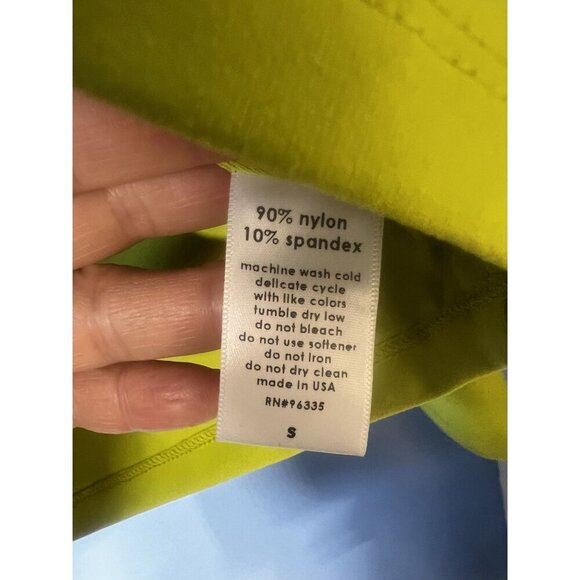 90% nylon
10% spandex
machine wash cold
delicate cycle
with like colors
tumble dry low
do not bleach
do not use softener
do not iron
do not dry clean
made in USA
RN#96335
S